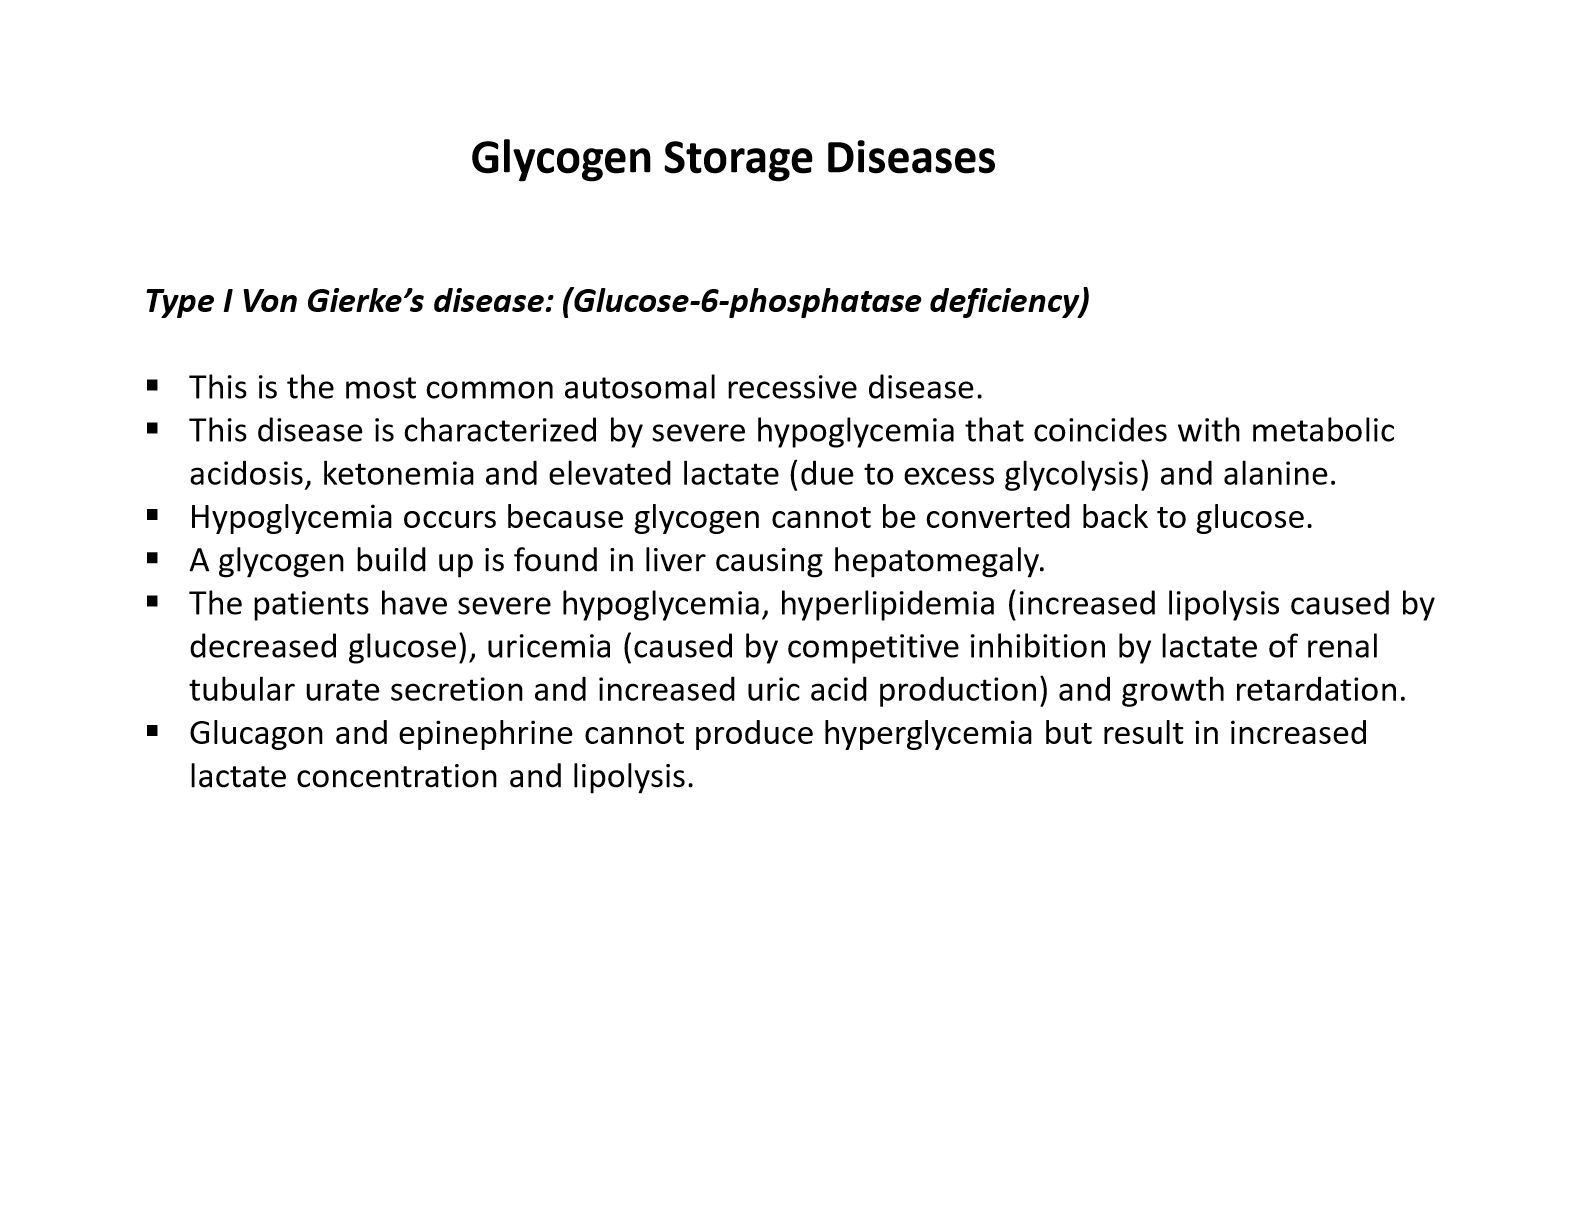 Glycogen Storage Diseases
Type I Von Gierke’s disease: (Glucose-6-phosphatase deficiency)
▪ This is the most common autosomal recessive disease.
▪ This disease is characterized by severe hypoglycemia that coincides with metabolic
acidosis, ketonemia and elevated lactate (due to excess glycolysis) and alanine.
▪ Hypoglycemia occurs because glycogen cannot be converted back to glucose.
▪ A glycogen build up is found in liver causing hepatomegaly.
▪ The patients have severe hypoglycemia, hyperlipidemia (increased lipolysis caused by
decreased glucose), uricemia (caused by competitive inhibition by lactate of renal
tubular urate secretion and increased uric acid production) and growth retardation.
▪ Glucagon and epinephrine cannot produce hyperglycemia but result in increased
lactate concentration and lipolysis.